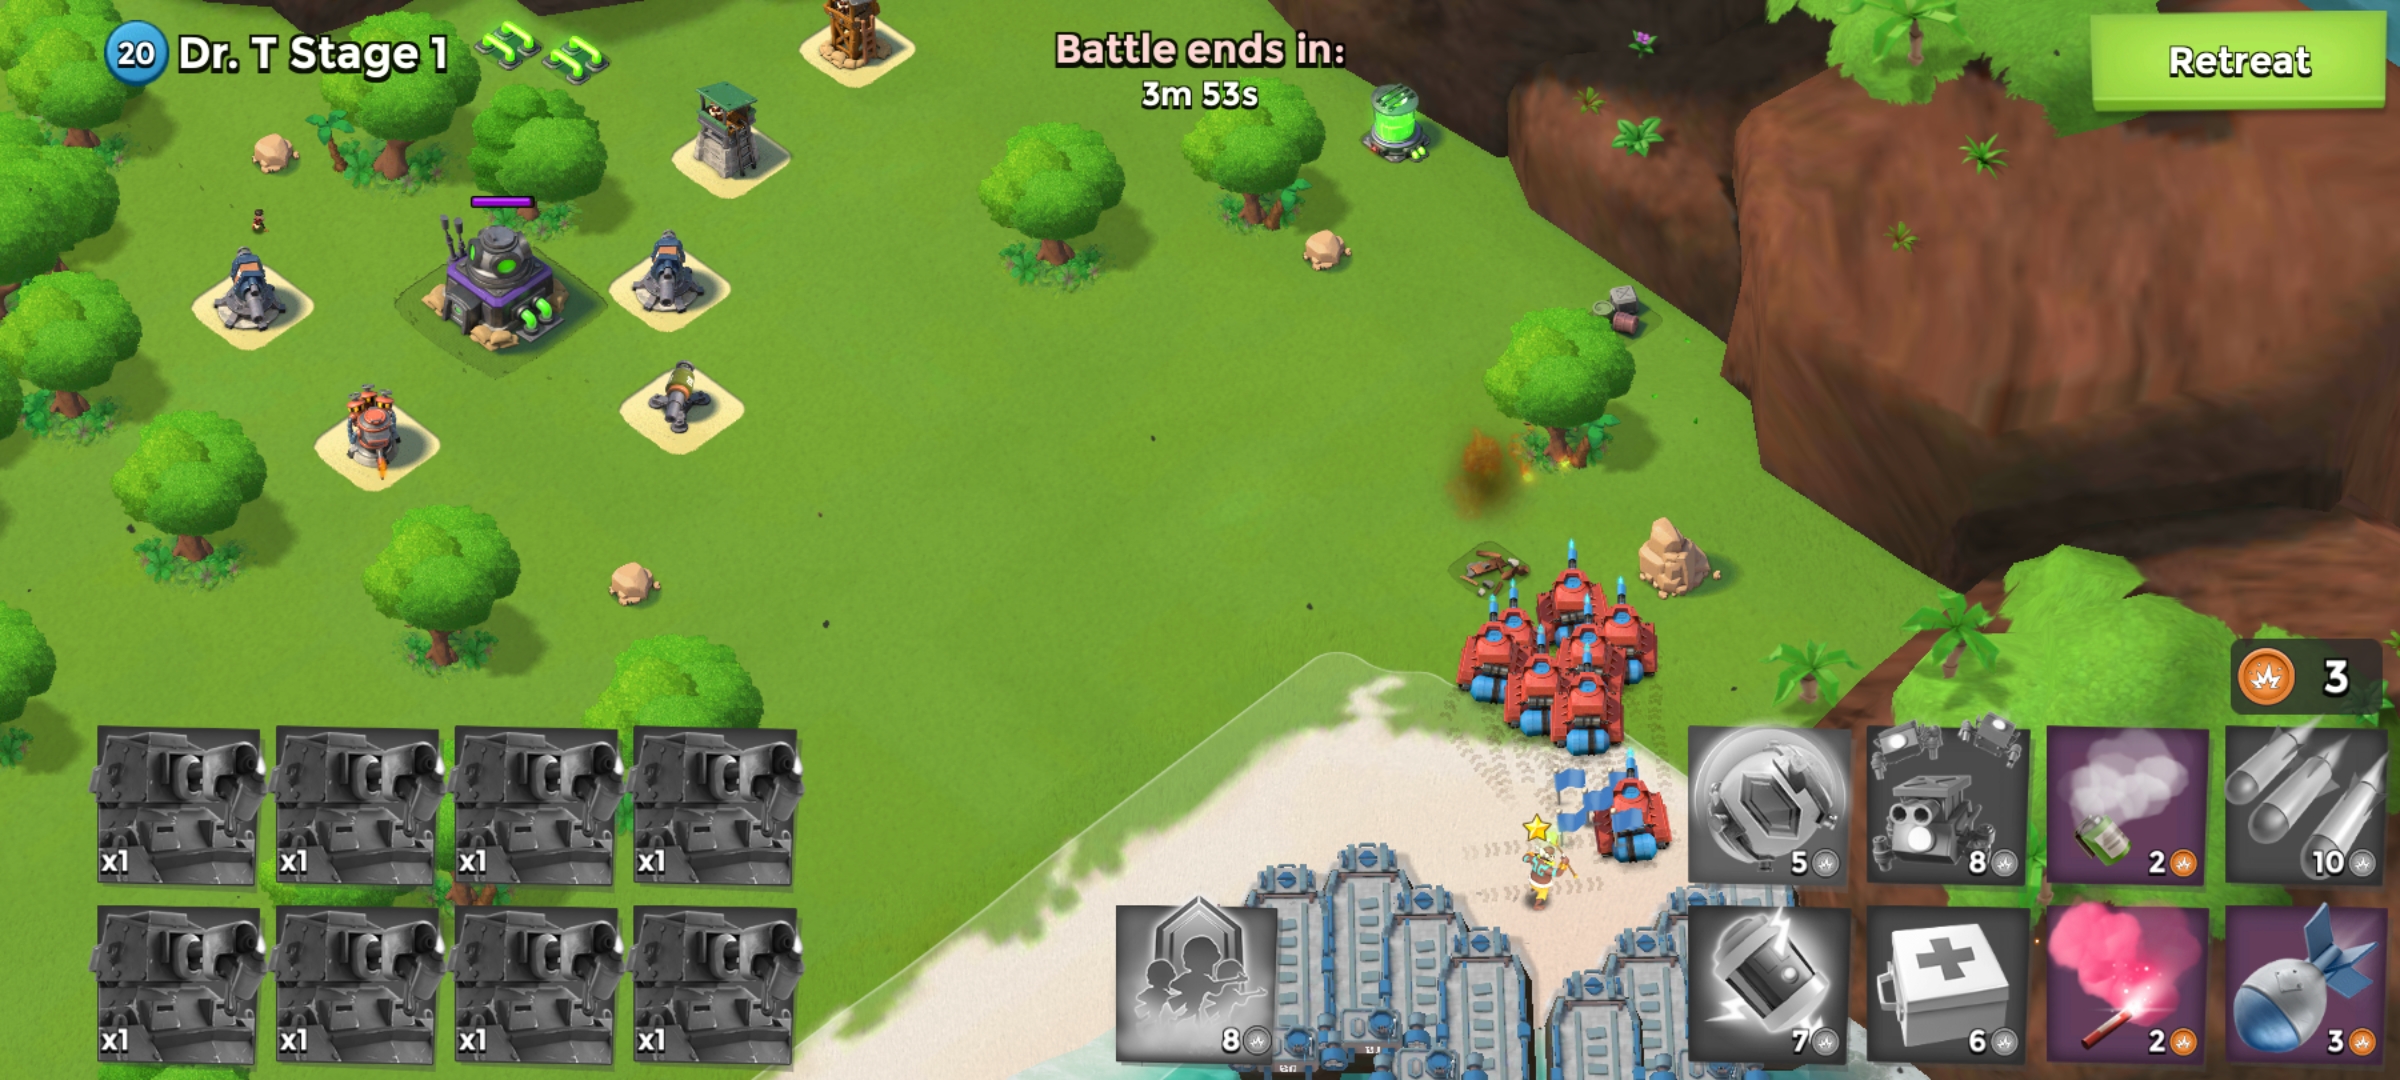 20 Dr. T Stage 1
Battle ends in:
3m 53s
Retreat
3
x1 x1 x1 x1
5 8 2 10
x1 x1 x1 x1
8 7 6 2 3